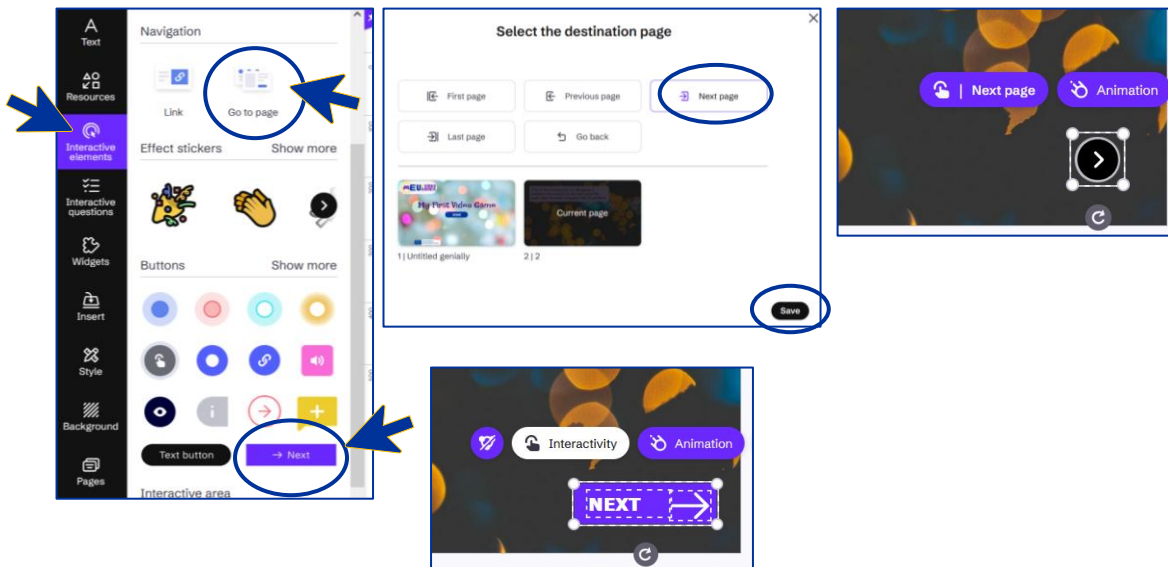 Text
Resources
Interactive
elements
Interactive
questions
Widgets
Insert
Style
Background
Pages
Navigation
Link
Go to page
Effect stickers Show more
Buttons Show more
Text button
→ Next
Interactive area
Select the destination page
First page
Previous page
Next page
Last page
Go back
My First Video Game
Current page
1 | Untitled genially
2 | 2
Save
| Next page
Animation
Interactivity
Animation
NEXT